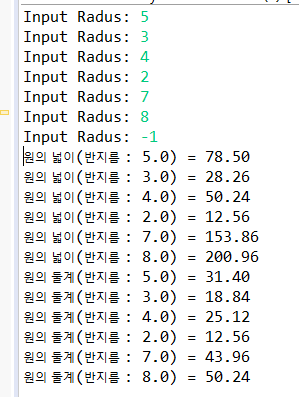 Input Radus: 5
Input Radus: 3
Input Radus: 4
Input Radus: 2
Input Radus: 7
Input Radus: 8
Input Radus: -1
원의 넓이(반지름 : 5.0) = 78.50
원의 넓이(반지름 : 3.0) = 28.26
원의 넓이(반지름 : 4.0) = 50.24
원의 넓이(반지름 : 2.0) = 12.56
원의 넓이(반지름 : 7.0) = 153.86
원의 넓이(반지름 : 8.0) = 200.96
원의 둘계(반지름 : 5.0) = 31.40
원의 둘계(반지름 : 3.0) = 18.84
원의 둘계(반지름 : 4.0) = 25.12
원의 둘계(반지름 : 2.0) = 12.56
원의 둘계(반지름 : 7.0) = 43.96
원의 둘계(반지름 : 8.0) = 50.24